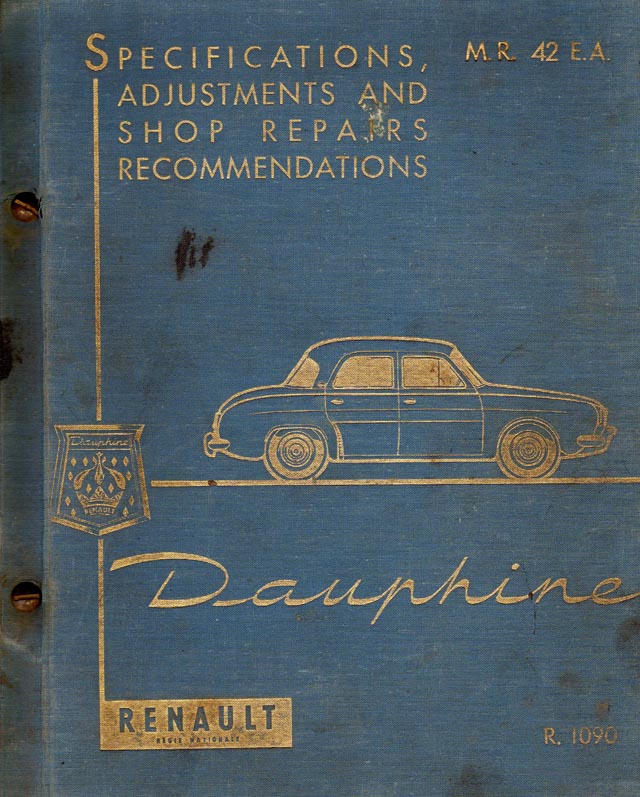 SPECIFICATIONS,
ADJUSTMENTS AND
SHOP REPAIRS
RECOMMENDATIONS
M.R. 42 E.A.
Dauphine
RENAULT
Dauphine
RENAULT
RÉGIE NATIONALE
R. 1090